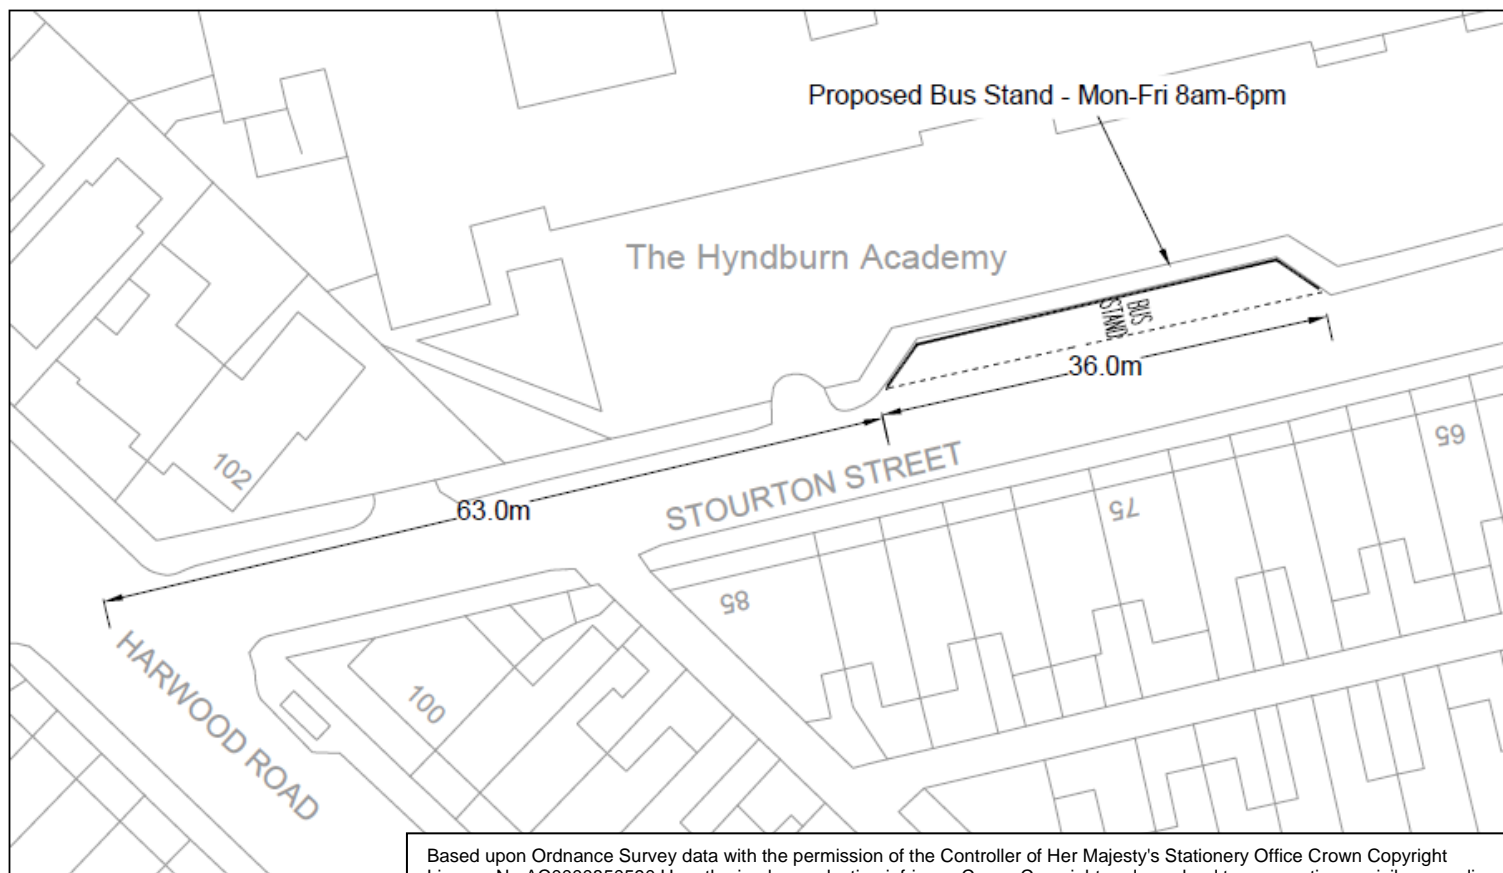 Proposed Bus Stand - Mon-Fri 8am-6pm
The Hyndburn Academy
BUS
STAND
36.0m
65
102
STOURTON STREET
63.0m
75
85
HARWOOD ROAD
100
Based upon Ordnance Survey data with the permission of the Controller of Her Majesty's Stationery Office Crown Copyright